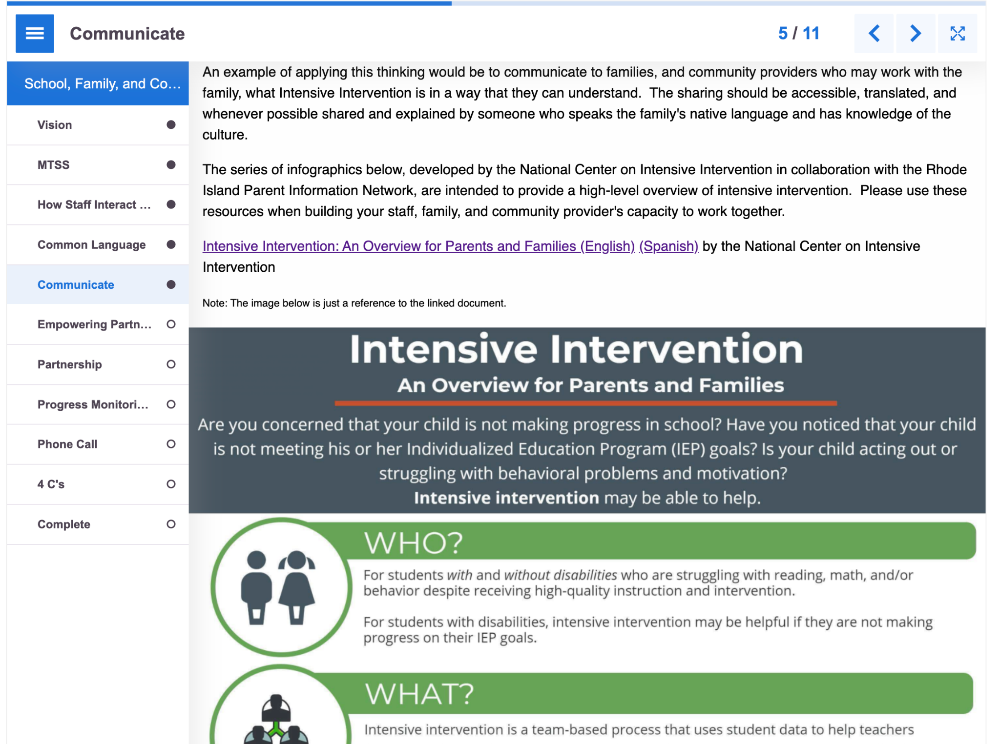 Communicate
5 / 11
School, Family, and Co...
Vision
MTSS
How Staff Interact ...
Common Language
Communicate
Empowering Partn...
Partnership
Progress Monitori...
Phone Call
4 C's
Complete
An example of applying this thinking would be to communicate to families, and community providers who may work with the
family, what Intensive Intervention is in a way that they can understand.  The sharing should be accessible, translated, and
whenever possible shared and explained by someone who speaks the family's native language and has knowledge of the
culture.
The series of infographics below, developed by the National Center on Intensive Intervention in collaboration with the Rhode
Island Parent Information Network, are intended to provide a high-level overview of intensive intervention.  Please use these
resources when building your staff, family, and community provider's capacity to work together.
Intensive Intervention: An Overview for Parents and Families (English) (Spanish) by the National Center on Intensive
Intervention
Note: The image below is just a reference to the linked document.
Intensive Intervention
An Overview for Parents and Families
Are you concerned that your child is not making progress in school? Have you noticed that your child
is not meeting his or her Individualized Education Program (IEP) goals? Is your child acting out or
struggling with behavioral problems and motivation?
Intensive intervention may be able to help.
WHO?
For students with and without disabilities who are struggling with reading, math, and/or
behavior despite receiving high-quality instruction and intervention.
For students with disabilities, intensive intervention may be helpful if they are not making
progress on their IEP goals.
WHAT?
Intensive intervention is a team-based process that uses student data to help teachers